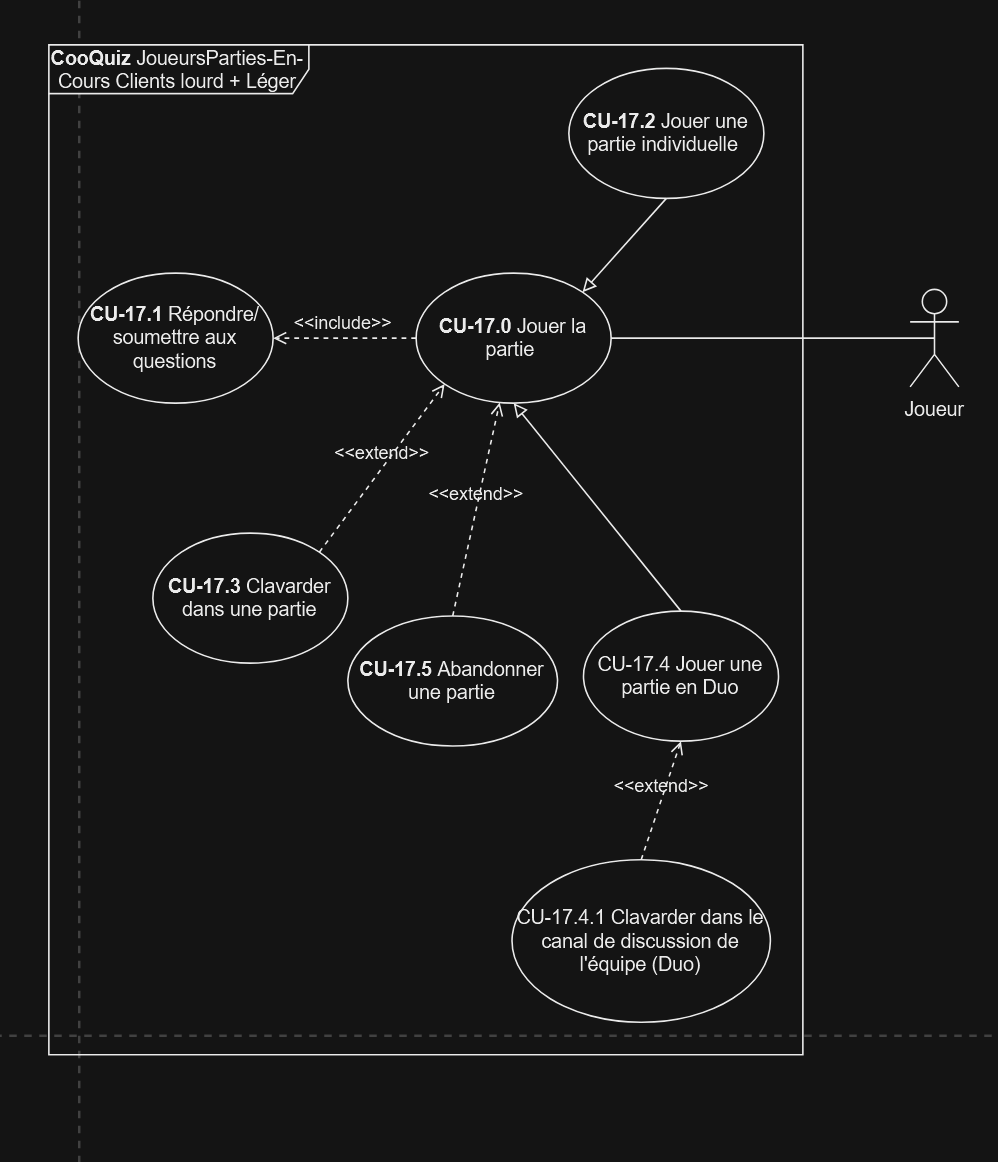 CooQuiz JoueursParties-En-
Cours Clients lourd + Léger
CU-17.2 Jouer une
partie individuelle
CU-17.1 Répondre/
soumettre aux
questions
<<include>>
CU-17.0 Jouer la
partie
Joueur
<<extend>>
<<extend>>
CU-17.3 Clavarder
dans une partie
CU-17.5 Abandonner
une partie
CU-17.4 Jouer une
partie en Duo
<<extend>>
CU-17.4.1 Clavarder dans le
canal de discussion de
l'équipe (Duo)